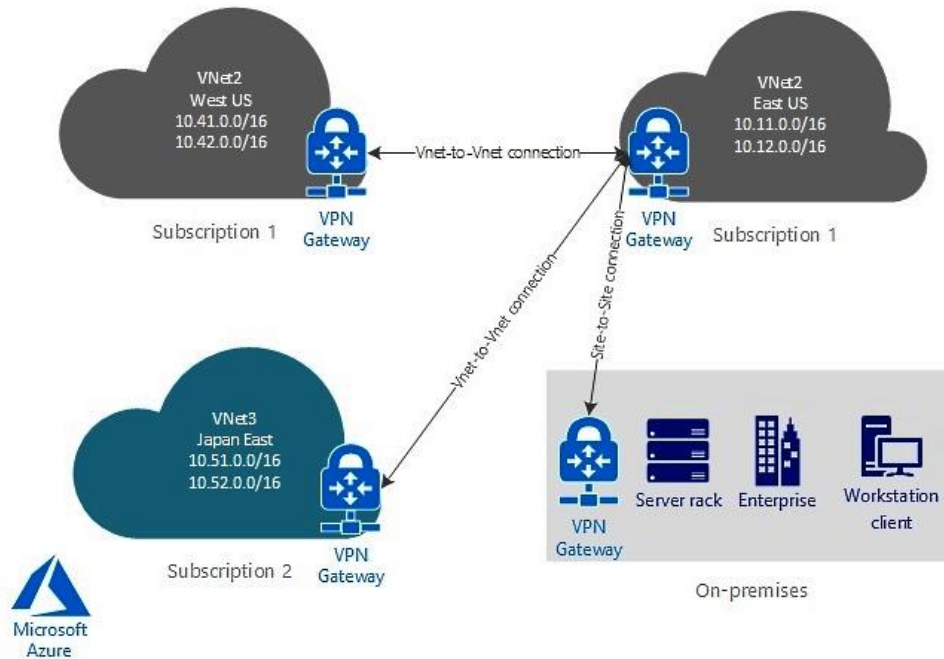 VNet2
West US
10.41.0.0/16
10.42.0.0/16
VPN
Gateway
Subscription 1
Vnet-to-Vnet connection
VNet2
East US
10.11.0.0/16
10.12.0.0/16
VPN
Gateway
Subscription 1
Vnet-to-Vnet connection
Site-to-Site connection
VNet3
Japan East
10.51.0.0/16
10.52.0.0/16
VPN
Gateway
Subscription 2
VPN
Gateway
Server rack
Enterprise
Workstation
client
On-premises
Microsoft
Azure